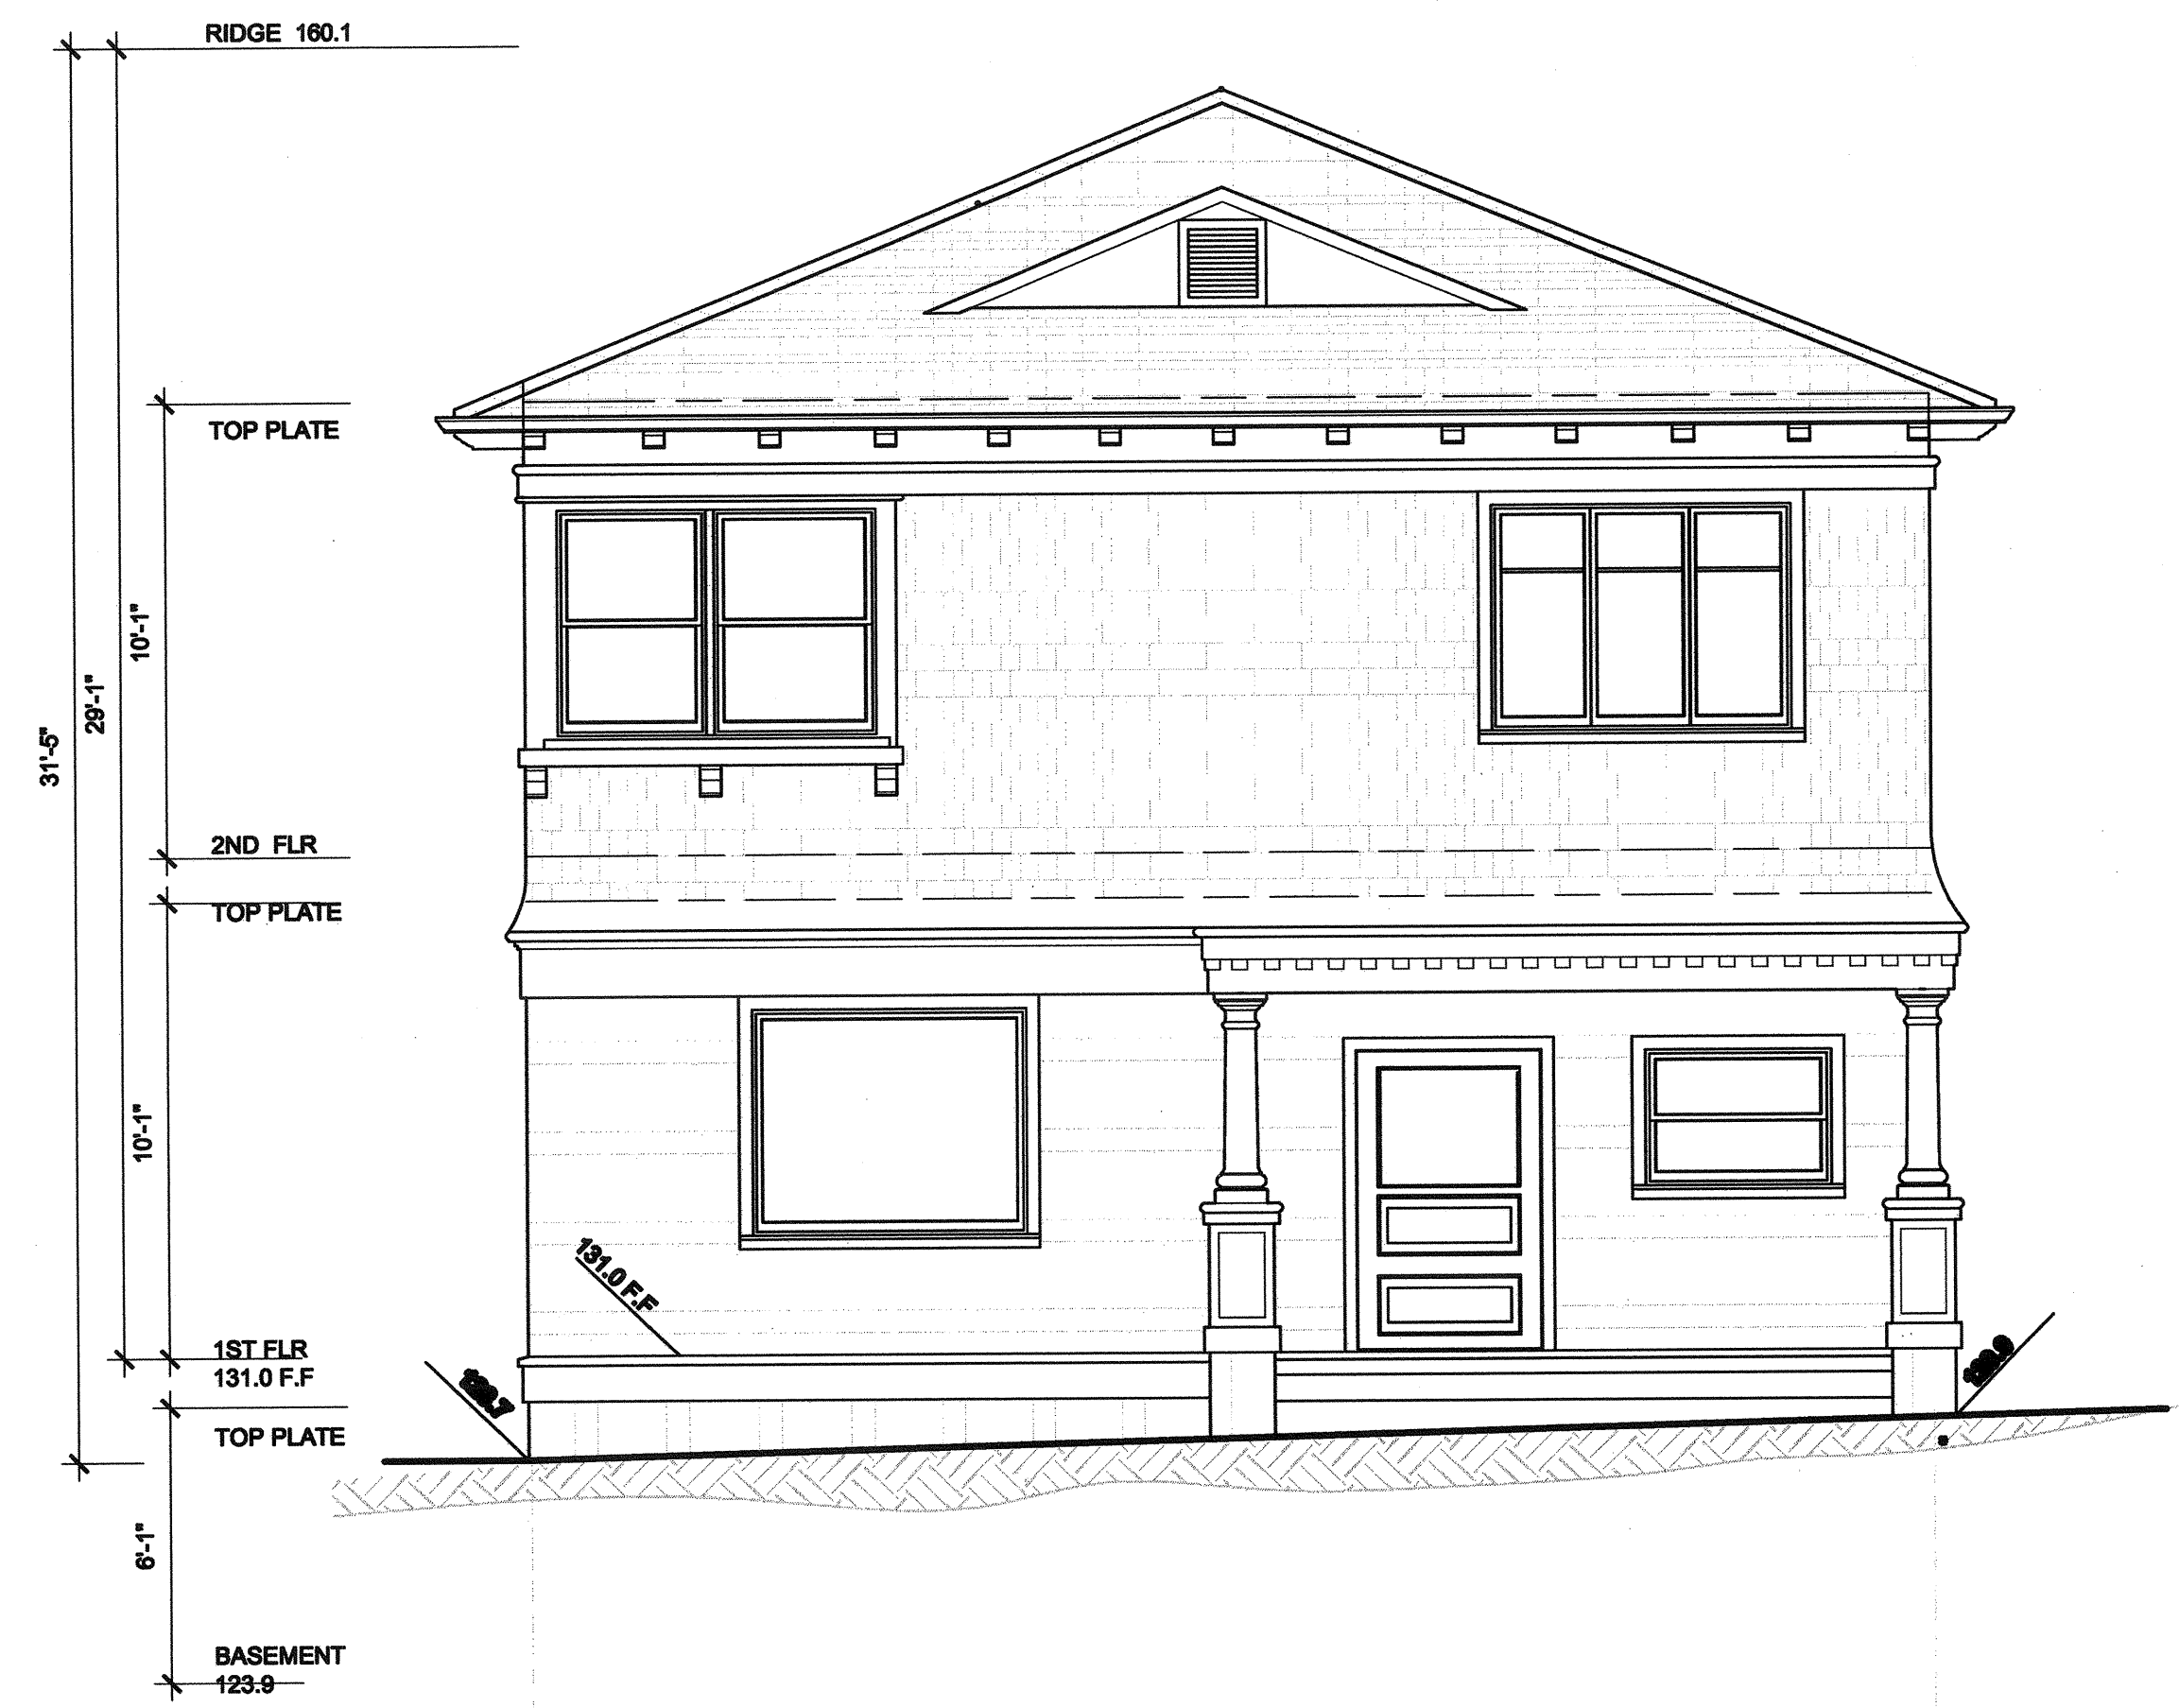 RIDGE 160.1
TOP PLATE
10'-1"
29'-1"
31'-5"
2ND FLR
TOP PLATE
10'-1"
131.0 F.F
1ST FLR
131.0 F.F
TOP PLATE
6'-1"
BASEMENT
123.9